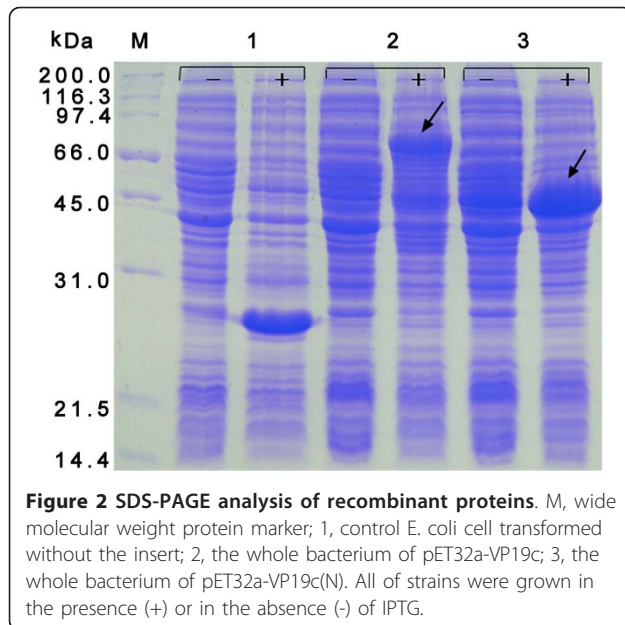 kDa M 1 2 3
− + − + − +
200.0
116.3
97.4
66.0
45.0
31.0
21.5
14.4
Figure 2 SDS-PAGE analysis of recombinant proteins. M, wide
molecular weight protein marker; 1, control E. coli cell transformed
without the insert; 2, the whole bacterium of pET32a-VP19c; 3, the
whole bacterium of pET32a-VP19c(N). All of strains were grown in
the presence (+) or in the absence (-) of IPTG.